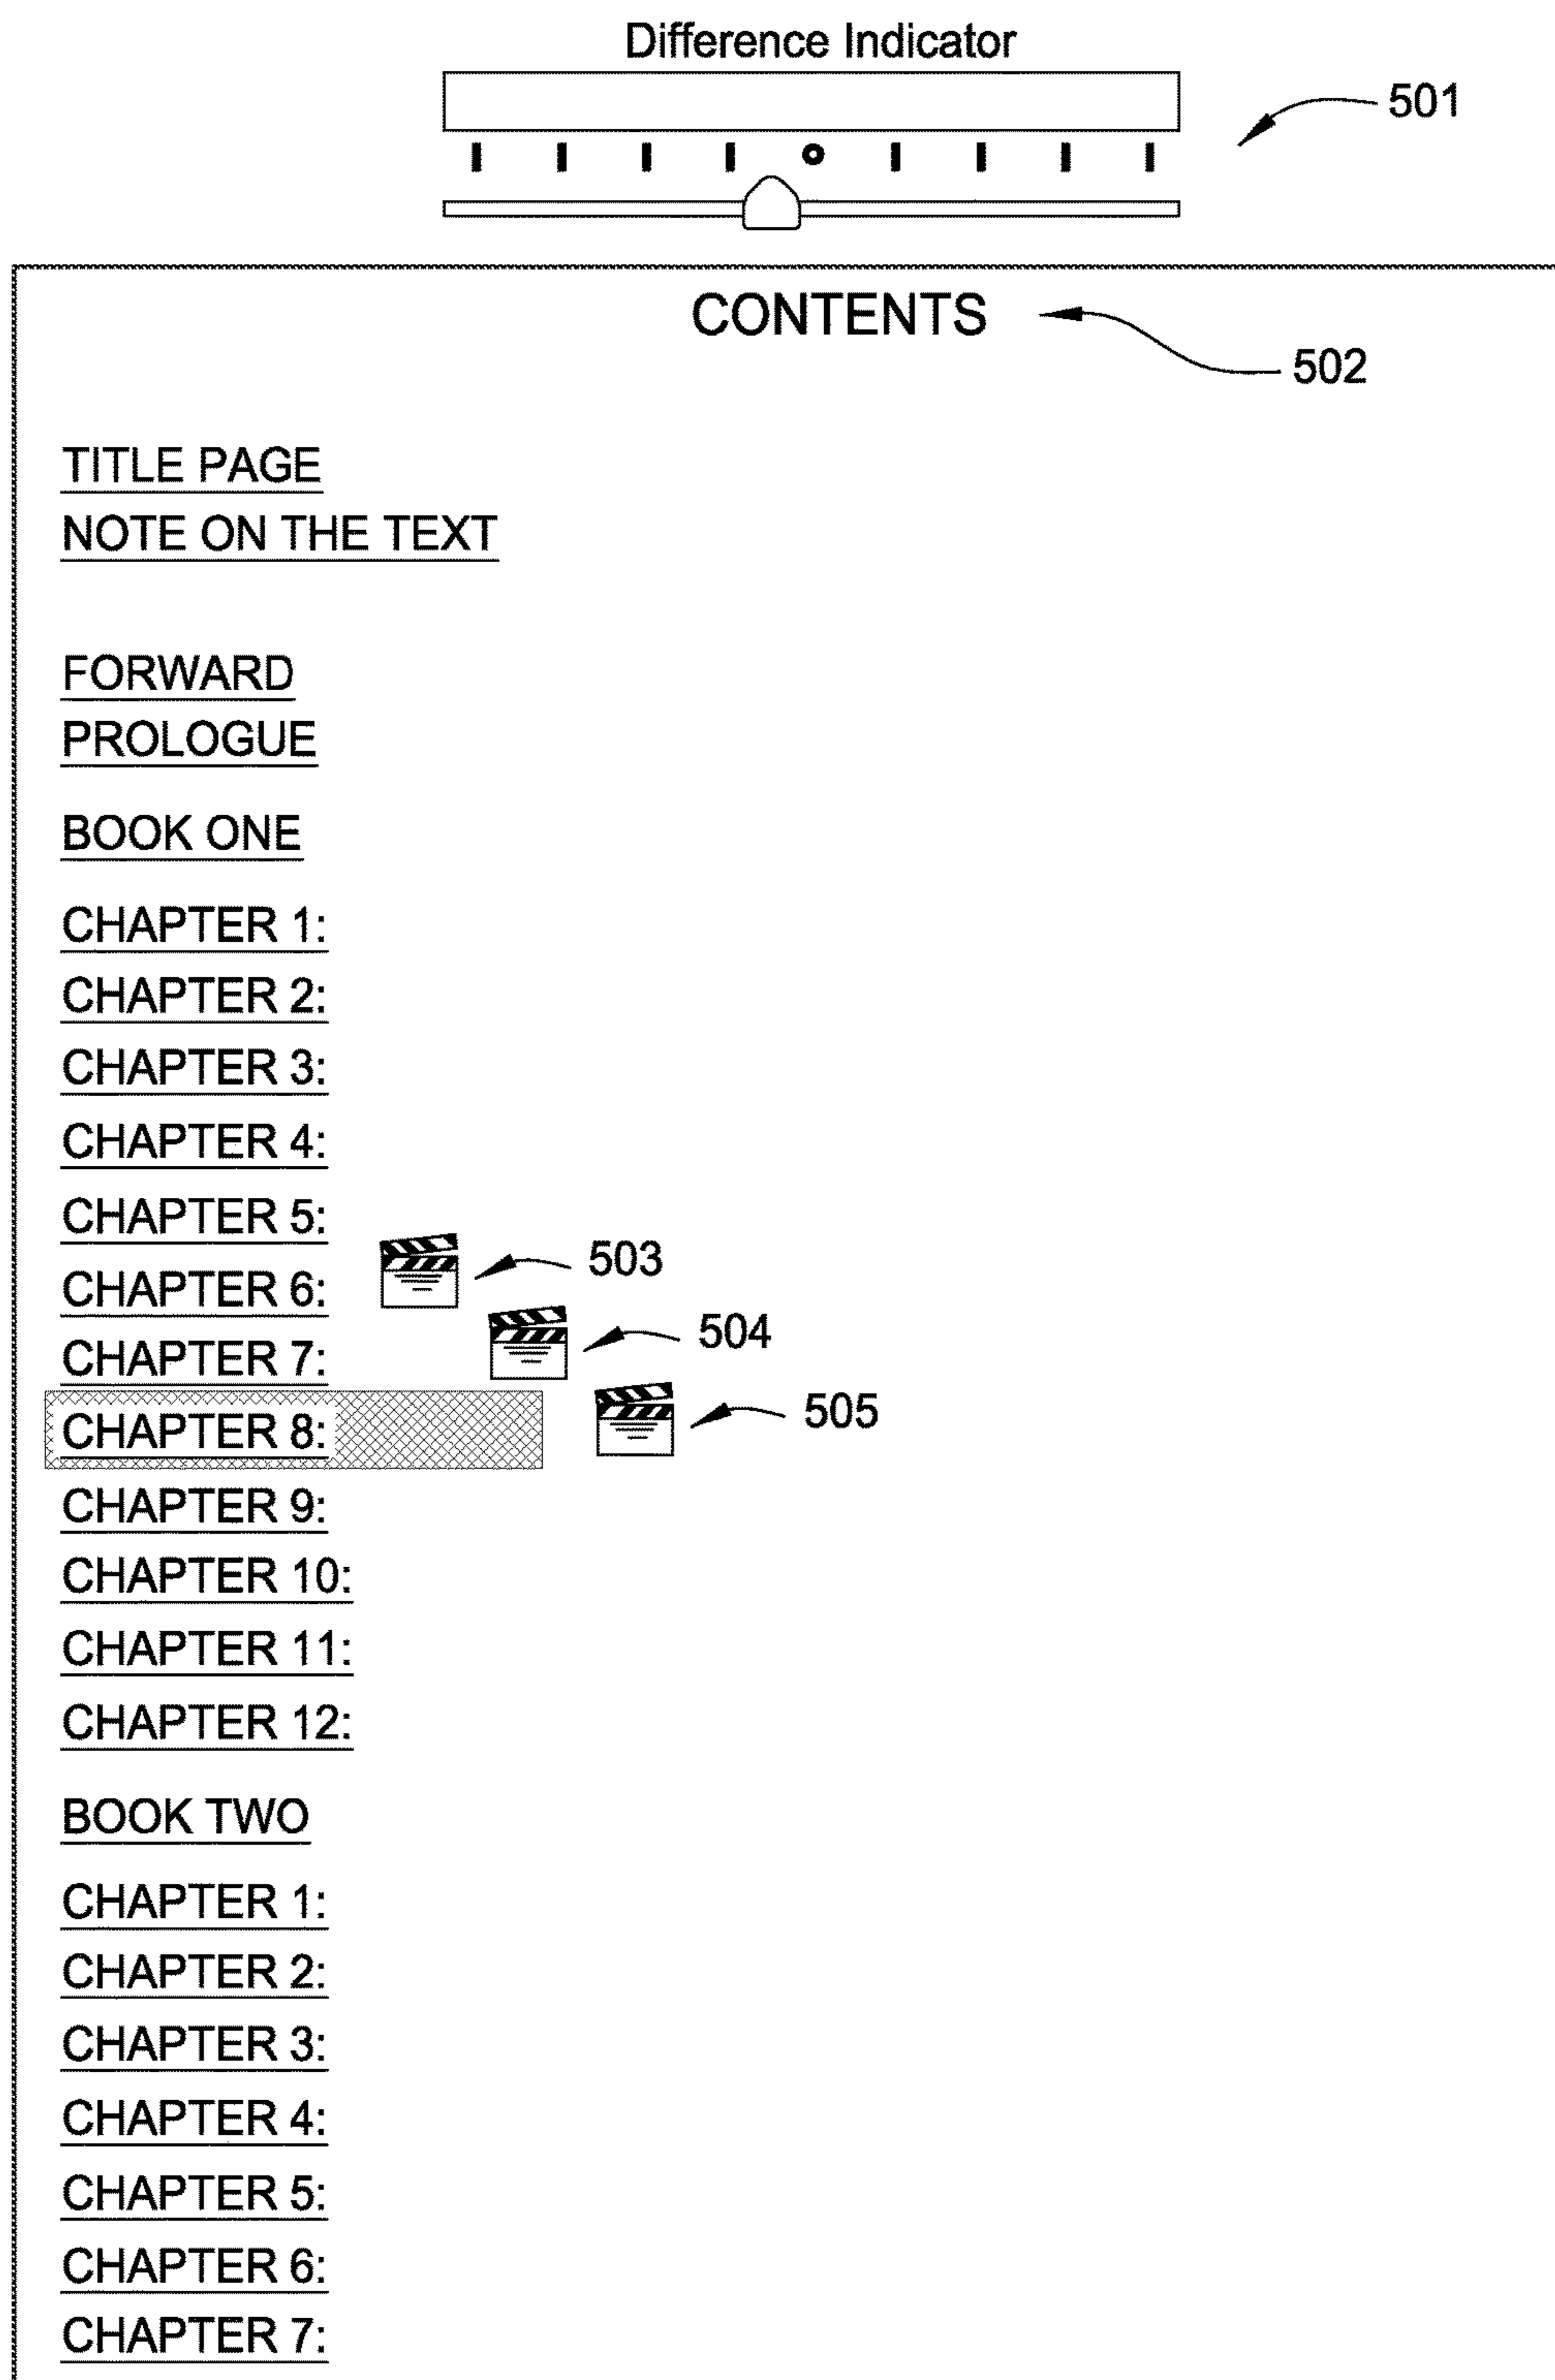 Difference Indicator
501
CONTENTS
502
TITLE PAGE
NOTE ON THE TEXT
FORWARD
PROLOGUE
BOOK ONE
CHAPTER 1:
CHAPTER 2:
CHAPTER 3:
CHAPTER 4:
CHAPTER 5:
CHAPTER 6: 503
CHAPTER 7: 504
CHAPTER 8: 505
CHAPTER 9:
CHAPTER 10:
CHAPTER 11:
CHAPTER 12:
BOOK TWO
CHAPTER 1:
CHAPTER 2:
CHAPTER 3:
CHAPTER 4:
CHAPTER 5:
CHAPTER 6:
CHAPTER 7: